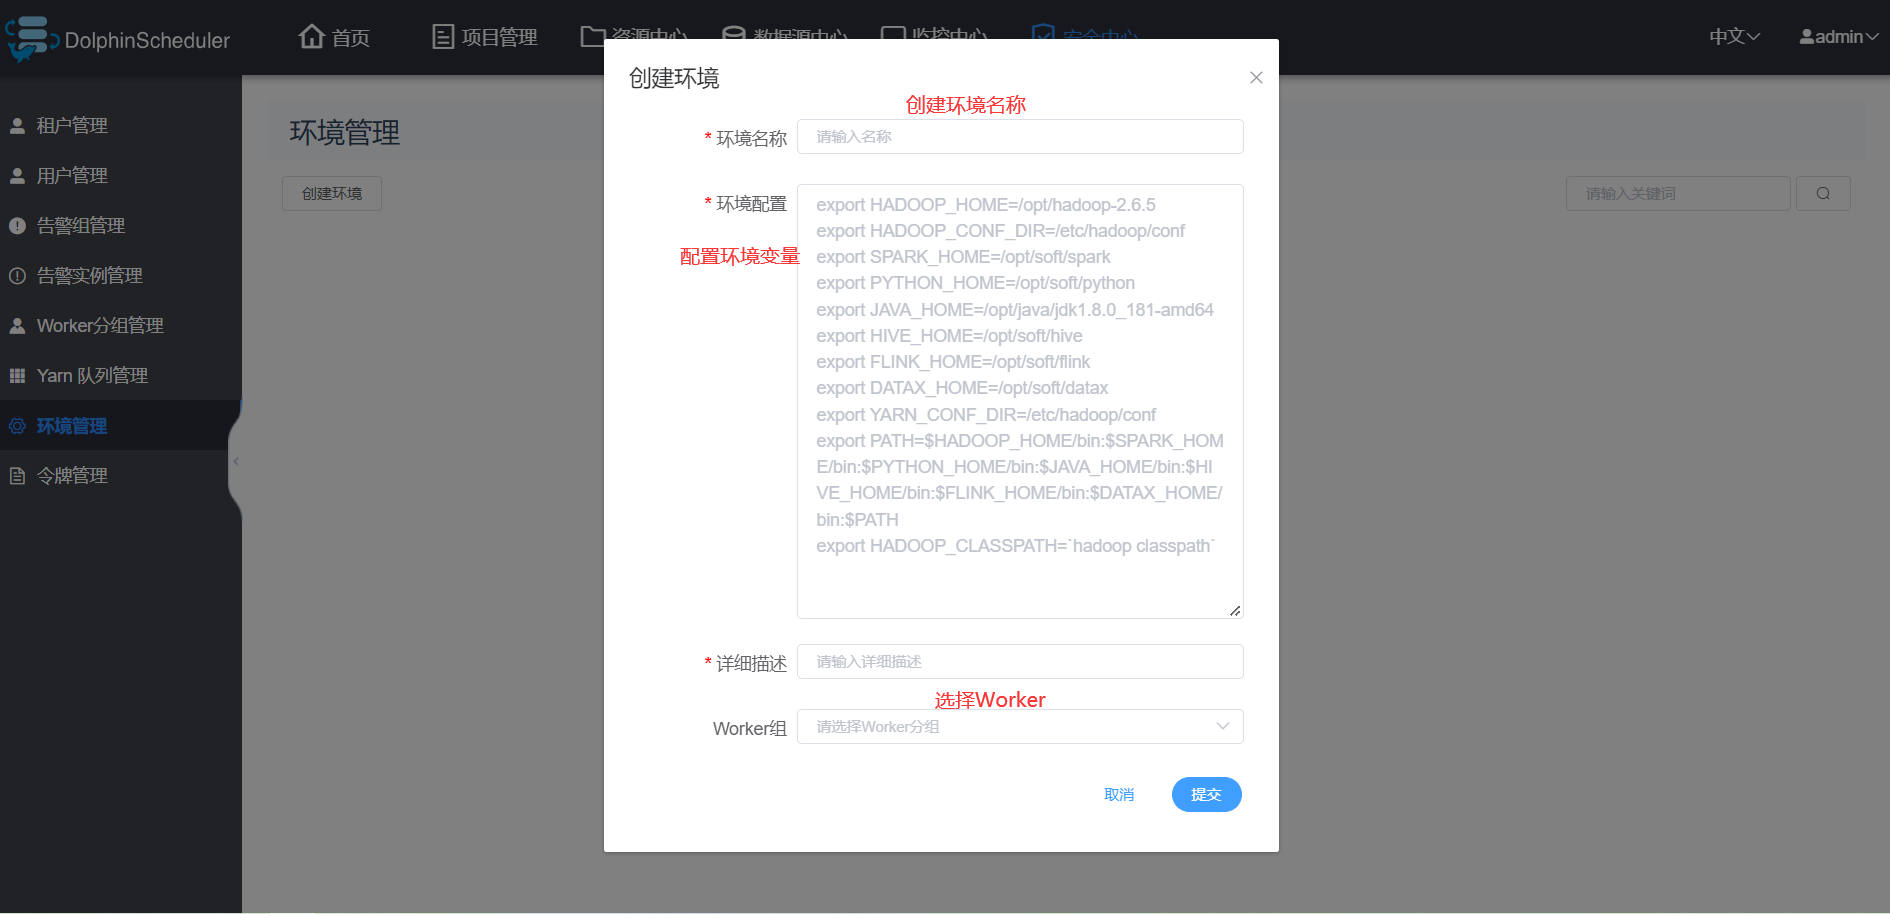 DolphinScheduler
首页
项目管理
资源中心
数据源中心
监控中心
安全中心
中文
admin
租户管理
用户管理
告警组管理
告警实例管理
Worker分组管理
Yarn 队列管理
环境管理
令牌管理
环境管理
创建环境
请输入关键词
创建环境
创建环境名称
* 环境名称
请输入名称
* 环境配置
配置环境变量
export HADOOP_HOME=/opt/hadoop-2.6.5
export HADOOP_CONF_DIR=/etc/hadoop/conf
export SPARK_HOME=/opt/soft/spark
export PYTHON_HOME=/opt/soft/python
export JAVA_HOME=/opt/java/jdk1.8.0_181-amd64
export HIVE_HOME=/opt/soft/hive
export FLINK_HOME=/opt/soft/flink
export DATAX_HOME=/opt/soft/datax
export YARN_CONF_DIR=/etc/hadoop/conf
export PATH=$HADOOP_HOME/bin:$SPARK_HOM
E/bin:$PYTHON_HOME/bin:$JAVA_HOME/bin:$HI
VE_HOME/bin:$FLINK_HOME/bin:$DATAX_HOME/
bin:$PATH
export HADOOP_CLASSPATH=`hadoop classpath`
* 详细描述
请输入详细描述
选择Worker
Worker组
请选择Worker分组
取消
提交